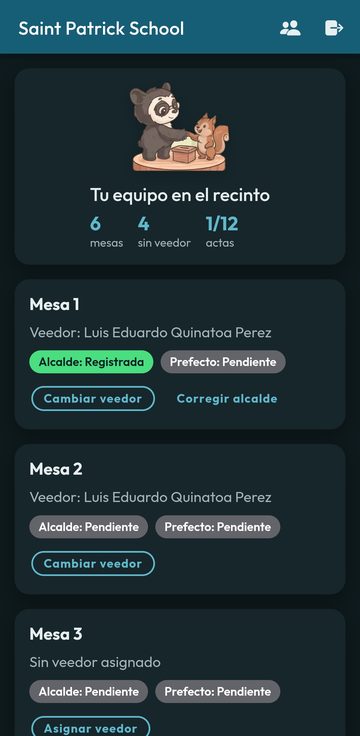 Saint Patrick School
Tu equipo en el recinto
6 4 1/12
mesas sin veedor actas
Mesa 1
Veedor: Luis Eduardo Quinatoa Perez
Alcalde: Registrada Prefecto: Pendiente
Cambiar veedor Corregir alcalde
Mesa 2
Veedor: Luis Eduardo Quinatoa Perez
Alcalde: Pendiente Prefecto: Pendiente
Cambiar veedor
Mesa 3
Sin veedor asignado
Alcalde: Pendiente Prefecto: Pendiente
Asignar veedor